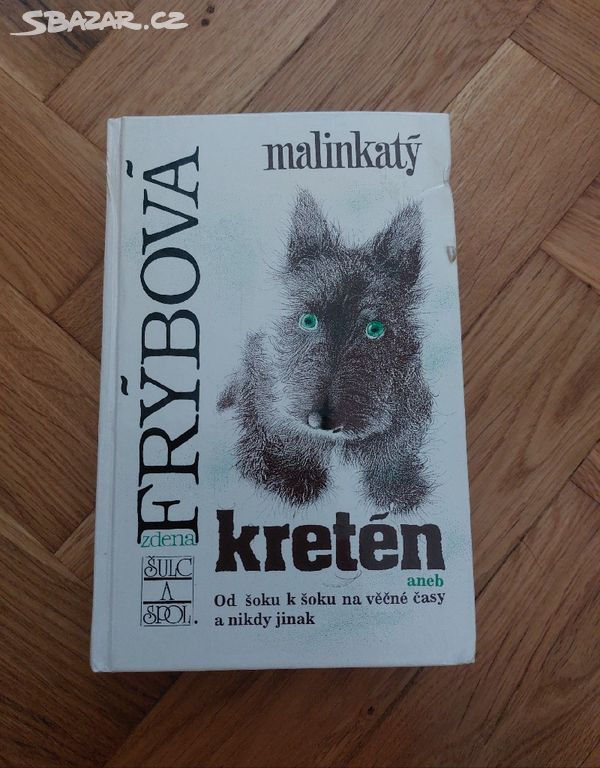 SBAZAR.CZ
malinkatý
zdena
FRÝBOVÁ
kretén
aneb
Od šoku k šoku na věčné časy
a nikdy jinak
ŠULC
A
SPOL.